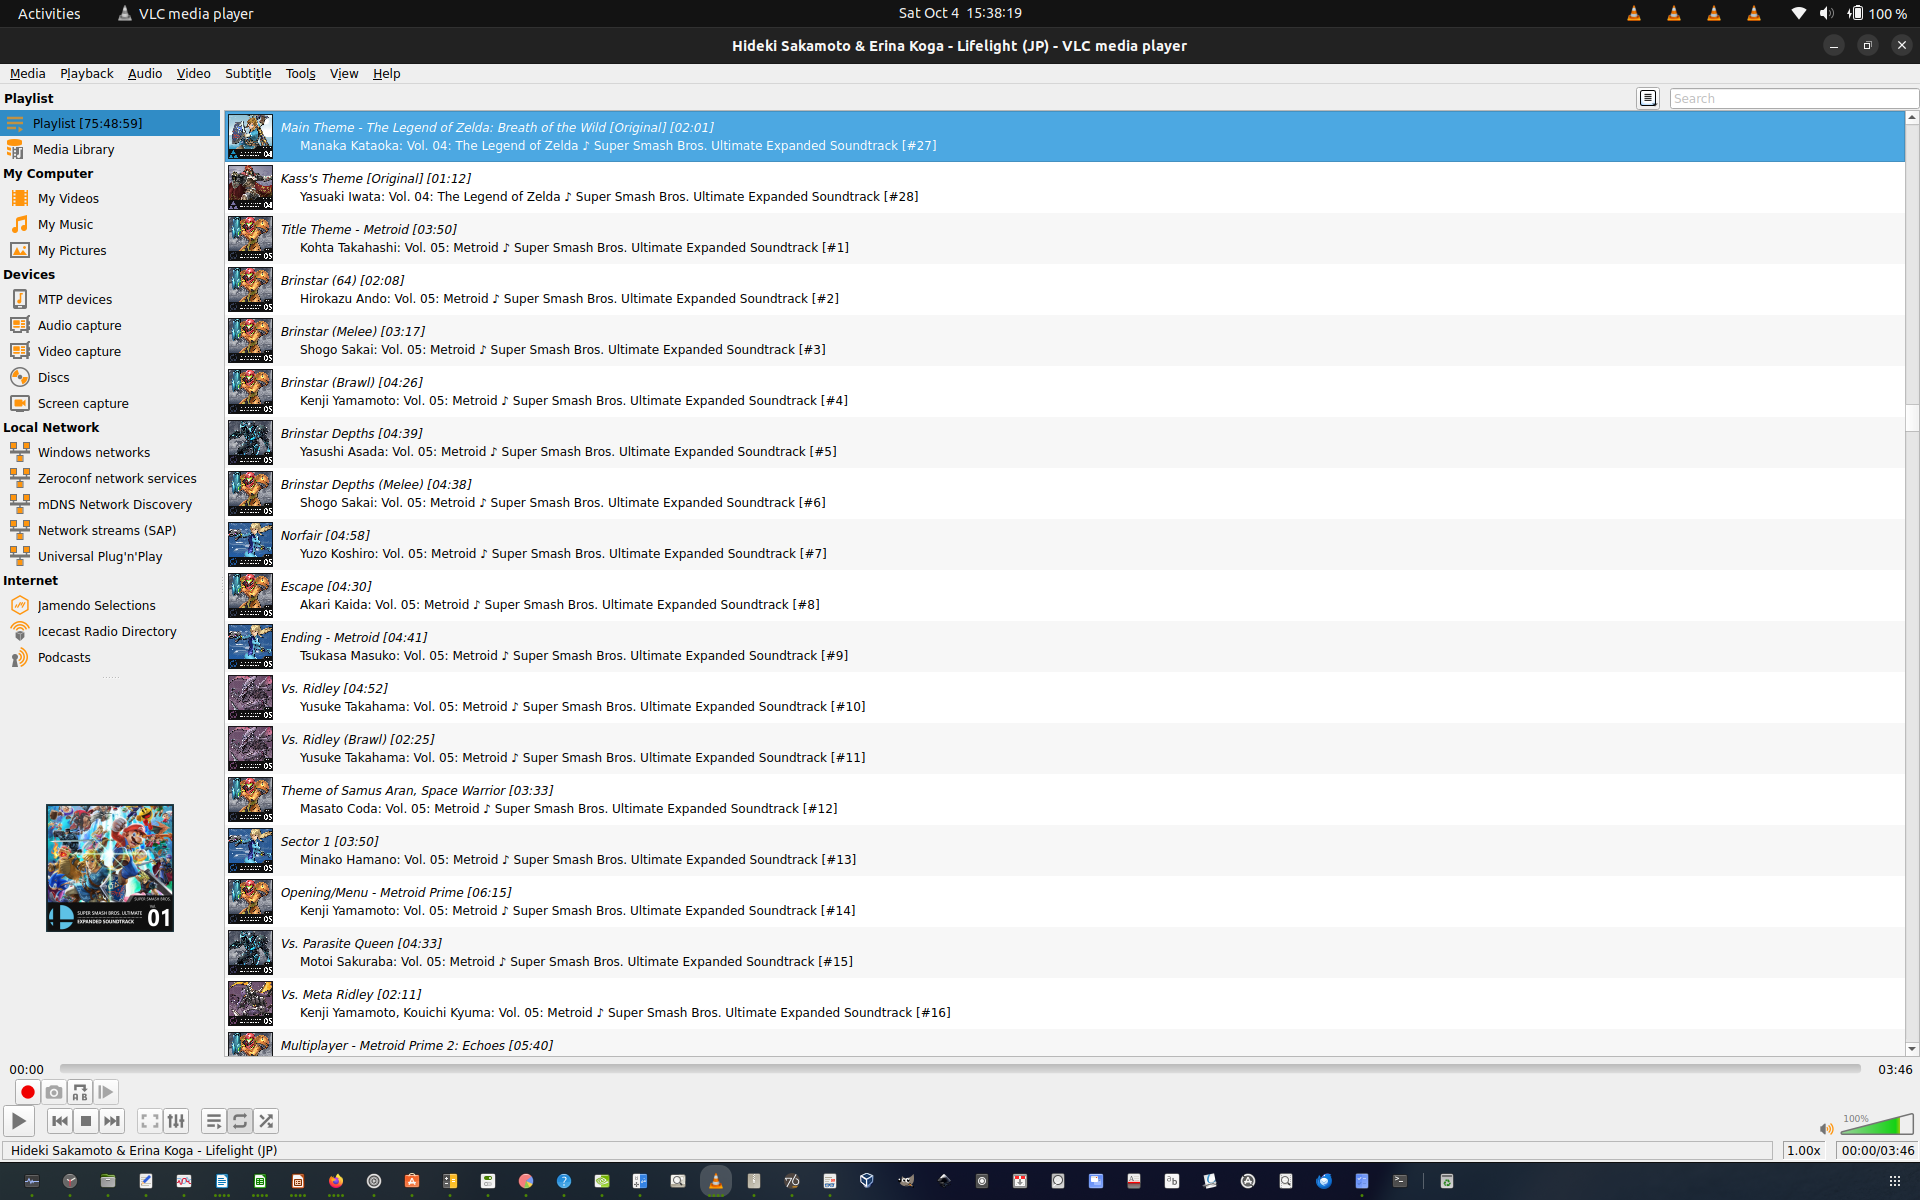 Activities
VLC media player
Sat Oct 4  15:38:19
100 %
Hideki Sakamoto & Erina Koga - Lifelight (JP) - VLC media player
Media Playback Audio Video Subtitle Tools View Help
Playlist
Search
Playlist [75:48:59]
Media Library
My Computer
My Videos
My Music
My Pictures
Devices
MTP devices
Audio capture
Video capture
Discs
Screen capture
Local Network
Windows networks
Zeroconf network services
mDNS Network Discovery
Network streams (SAP)
Universal Plug'n'Play
Internet
Jamendo Selections
Icecast Radio Directory
Podcasts
SUPER SMASH BROS. ULTIMATE
EXPANDED SOUNDTRACK
01
Main Theme - The Legend of Zelda: Breath of the Wild [Original] [02:01]
Manaka Kataoka: Vol. 04: The Legend of Zelda ♪ Super Smash Bros. Ultimate Expanded Soundtrack [#27]
Kass's Theme [Original] [01:12]
Yasuaki Iwata: Vol. 04: The Legend of Zelda ♪ Super Smash Bros. Ultimate Expanded Soundtrack [#28]
Title Theme - Metroid [03:50]
Kohta Takahashi: Vol. 05: Metroid ♪ Super Smash Bros. Ultimate Expanded Soundtrack [#1]
Brinstar (64) [02:08]
Hirokazu Ando: Vol. 05: Metroid ♪ Super Smash Bros. Ultimate Expanded Soundtrack [#2]
Brinstar (Melee) [03:17]
Shogo Sakai: Vol. 05: Metroid ♪ Super Smash Bros. Ultimate Expanded Soundtrack [#3]
Brinstar (Brawl) [04:26]
Kenji Yamamoto: Vol. 05: Metroid ♪ Super Smash Bros. Ultimate Expanded Soundtrack [#4]
Brinstar Depths [04:39]
Yasushi Asada: Vol. 05: Metroid ♪ Super Smash Bros. Ultimate Expanded Soundtrack [#5]
Brinstar Depths (Melee) [04:38]
Shogo Sakai: Vol. 05: Metroid ♪ Super Smash Bros. Ultimate Expanded Soundtrack [#6]
Norfair [04:58]
Yuzo Koshiro: Vol. 05: Metroid ♪ Super Smash Bros. Ultimate Expanded Soundtrack [#7]
Escape [04:30]
Akari Kaida: Vol. 05: Metroid ♪ Super Smash Bros. Ultimate Expanded Soundtrack [#8]
Ending - Metroid [04:41]
Tsukasa Masuko: Vol. 05: Metroid ♪ Super Smash Bros. Ultimate Expanded Soundtrack [#9]
Vs. Ridley [04:52]
Yusuke Takahama: Vol. 05: Metroid ♪ Super Smash Bros. Ultimate Expanded Soundtrack [#10]
Vs. Ridley (Brawl) [02:25]
Yusuke Takahama: Vol. 05: Metroid ♪ Super Smash Bros. Ultimate Expanded Soundtrack [#11]
Theme of Samus Aran, Space Warrior [03:33]
Masato Coda: Vol. 05: Metroid ♪ Super Smash Bros. Ultimate Expanded Soundtrack [#12]
Sector 1 [03:50]
Minako Hamano: Vol. 05: Metroid ♪ Super Smash Bros. Ultimate Expanded Soundtrack [#13]
Opening/Menu - Metroid Prime [06:15]
Kenji Yamamoto: Vol. 05: Metroid ♪ Super Smash Bros. Ultimate Expanded Soundtrack [#14]
Vs. Parasite Queen [04:33]
Motoi Sakuraba: Vol. 05: Metroid ♪ Super Smash Bros. Ultimate Expanded Soundtrack [#15]
Vs. Meta Ridley [02:11]
Kenji Yamamoto, Kouichi Kyuma: Vol. 05: Metroid ♪ Super Smash Bros. Ultimate Expanded Soundtrack [#16]
Multiplayer - Metroid Prime 2: Echoes [05:40]
00:00
03:46
100%
Hideki Sakamoto & Erina Koga - Lifelight (JP)
1.00x
00:00/03:46